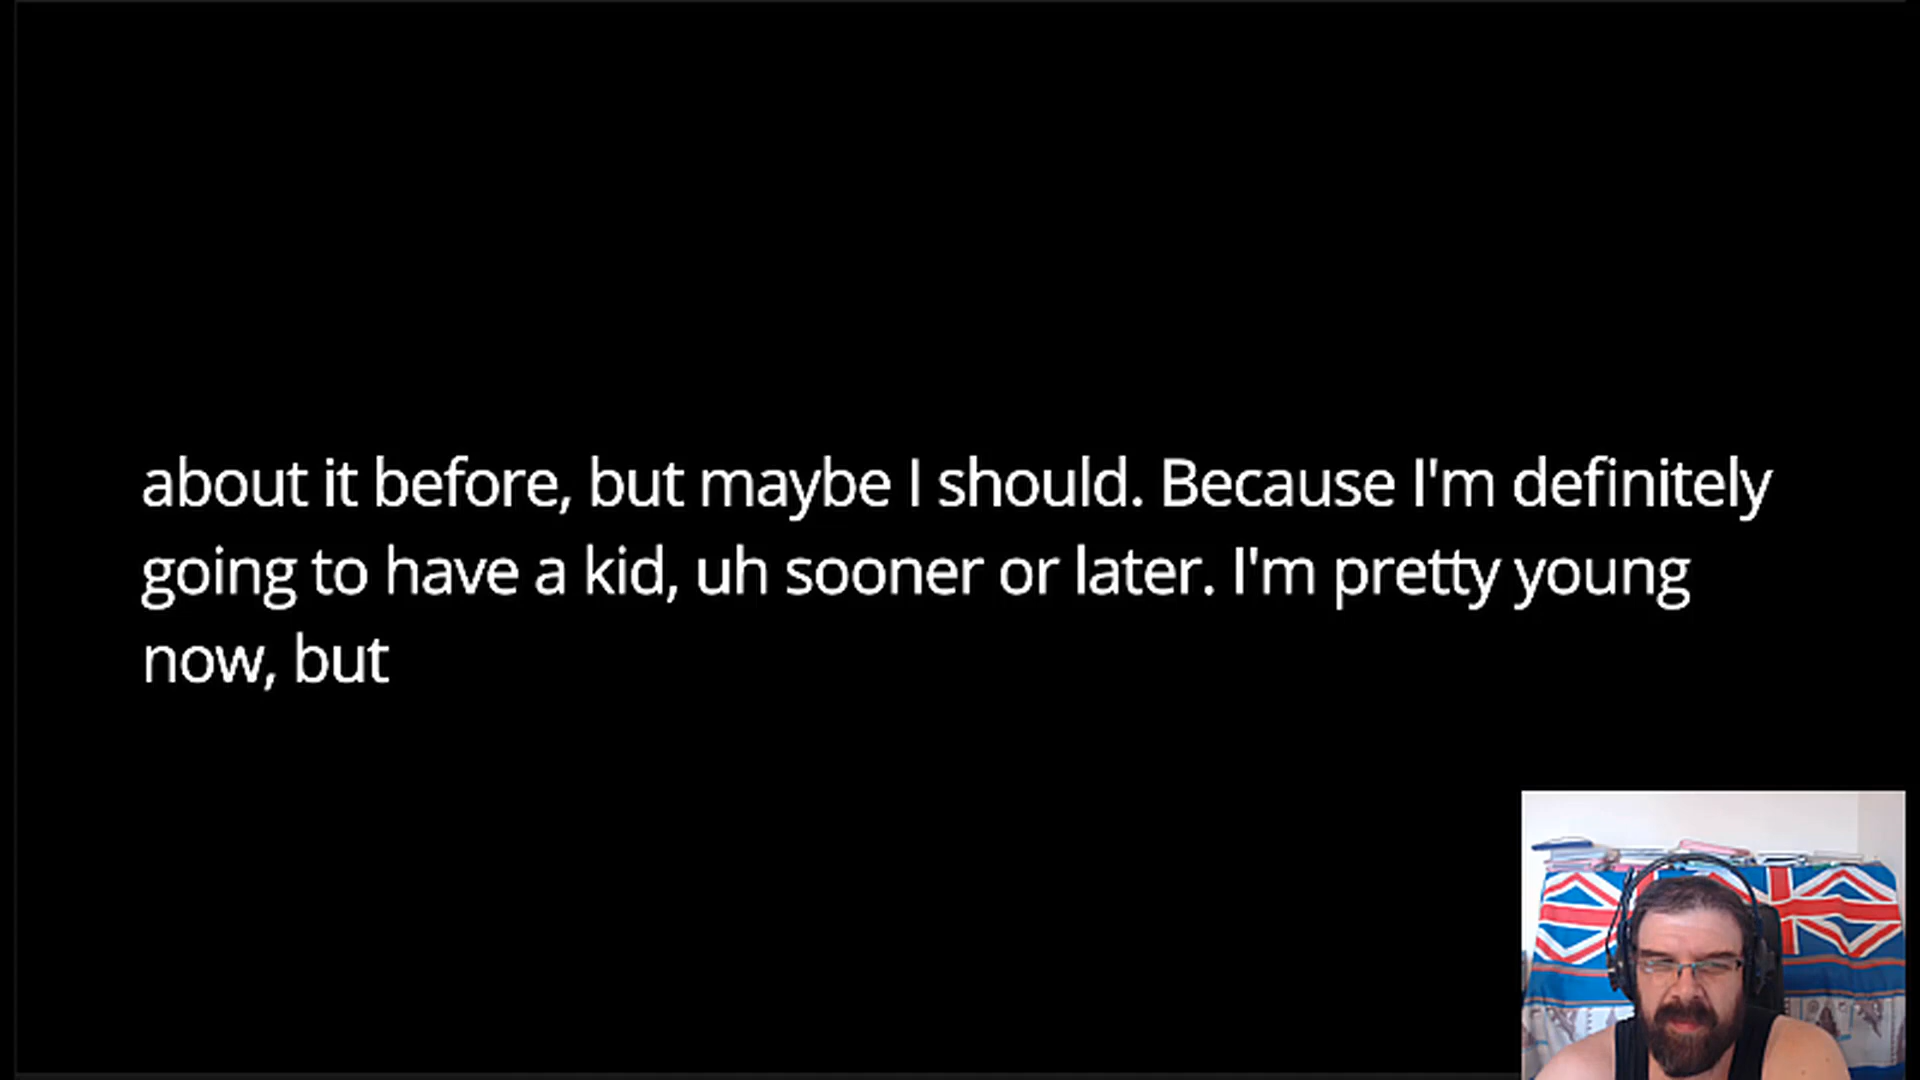 about it before, but maybe I should. Because I'm definitely
going to have a kid, uh sooner or later. I'm pretty young
now, but